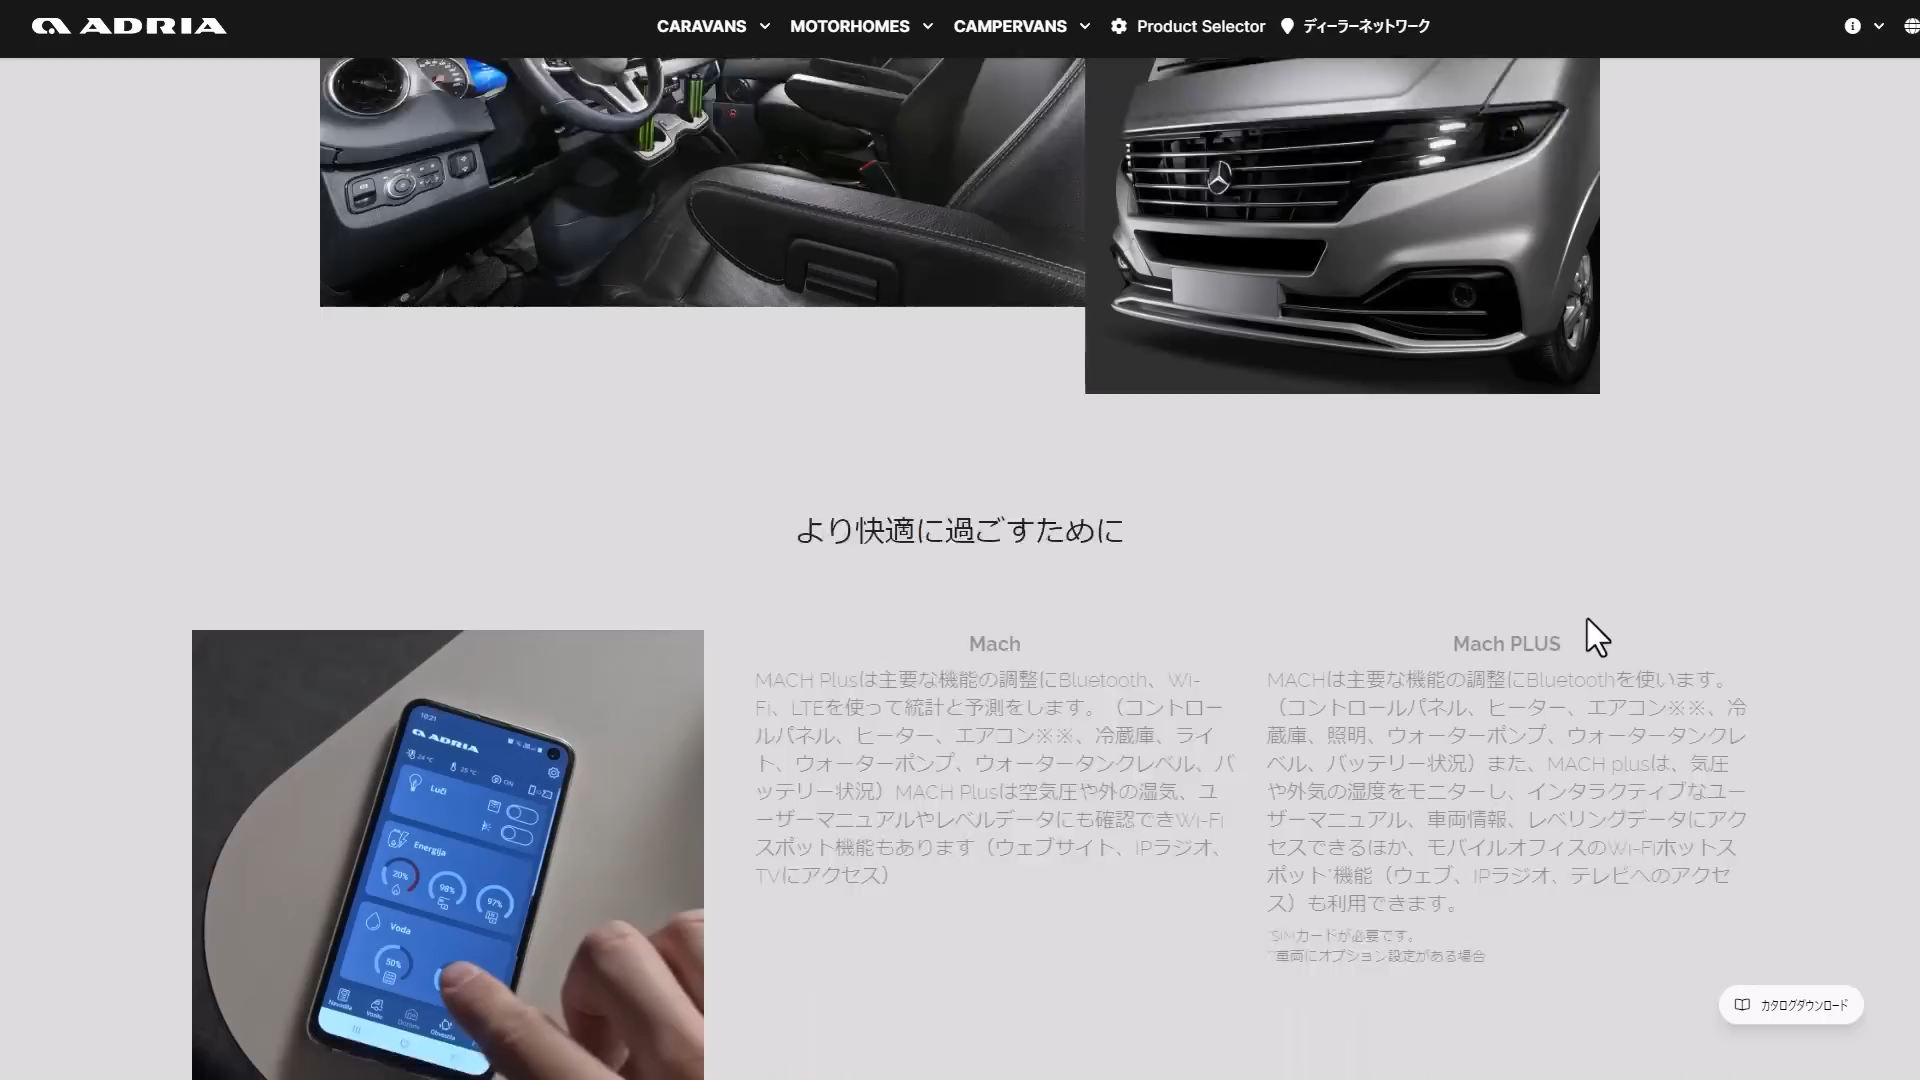 ADRIA
CARAVANS
MOTORHOMES
CAMPERVANS
Product Selector
ディーラーネットワーク
より快適に過ごすために
Mach
MACH Plusは主要な機能の調整にBluetooth、Wi-
Fi、LTEを使って統計と予測をします。（コントロー
ルパネル、ヒーター、エアコン※※、冷蔵庫、ライ
ト、ウォーターポンプ、ウォータータンクレベル、バ
ッテリー状況）MACH Plusは空気圧や外の湿気、ユ
ーザーマニュアルやレベルデータにも確認できWi-Fi
スポット機能もあります（ウェブサイト、IPラジオ、
TVにアクセス）
Mach PLUS
MACHは主要な機能の調整にBluetoothを使います。
（コントロールパネル、ヒーター、エアコン※※、冷
蔵庫、照明、ウォーターポンプ、ウォータータンクレ
ベル、バッテリー状況）また、MACH plusは、気圧
や外気の湿度をモニターし、インタラクティブなユー
ザーマニュアル、車両情報、レベリングデータにアク
セスできるほか、モバイルオフィスのWi-Fiホットス
ポット*機能（ウェブ、IPラジオ、テレビへのアクセ
ス）も利用できます。
*SIMカードが必要です。
*車両にオプション設定がある場合
10:21
ADRIA
24 °C
25 °C
ON
Luči
Energija
20%
98%
97%
Voda
50%
Navodila
Vozilo
Domov
Obvestila
カタログダウンロード